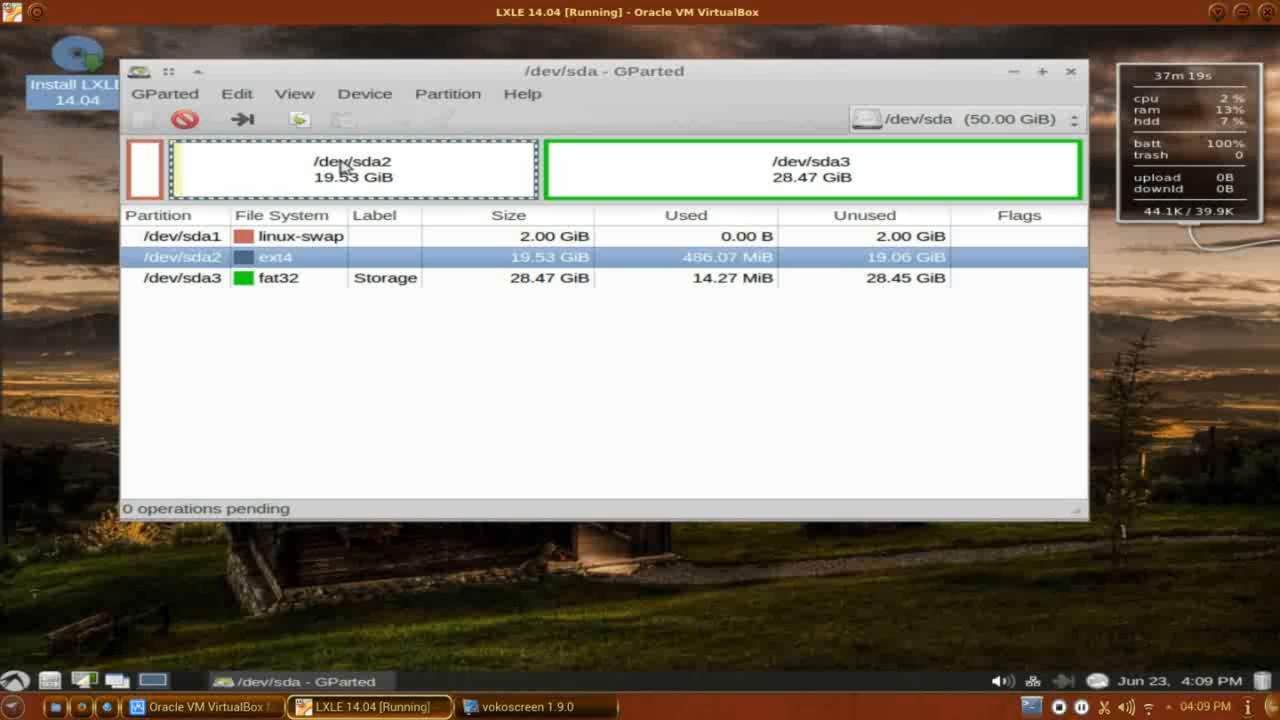 LXLE 14.04 [Running] - Oracle VM VirtualBox
Install LXLE
14.04
/dev/sda - GParted
GParted Edit View Device Partition Help
/dev/sda (50.00 GiB)
/dev/sda2
19.53 GiB
/dev/sda3
28.47 GiB
Partition File System Label Size Used Unused Flags
/dev/sda1 linux-swap 2.00 GiB 0.00 B 2.00 GiB
/dev/sda2 ext4 19.53 GiB 486.07 MiB 19.06 GiB
/dev/sda3 fat32 Storage 28.47 GiB 14.27 MiB 28.45 GiB
0 operations pending
37m 19s
cpu 2 %
ram 13%
hdd 7 %
batt 100%
trash 0
upload 0B
downld 0B
44.1K / 39.9K
/dev/sda - GParted
Jun 23, 4:09 PM
Oracle VM VirtualBox
LXLE 14.04 [Running]
vokoscreen 1.9.0
04:09 PM